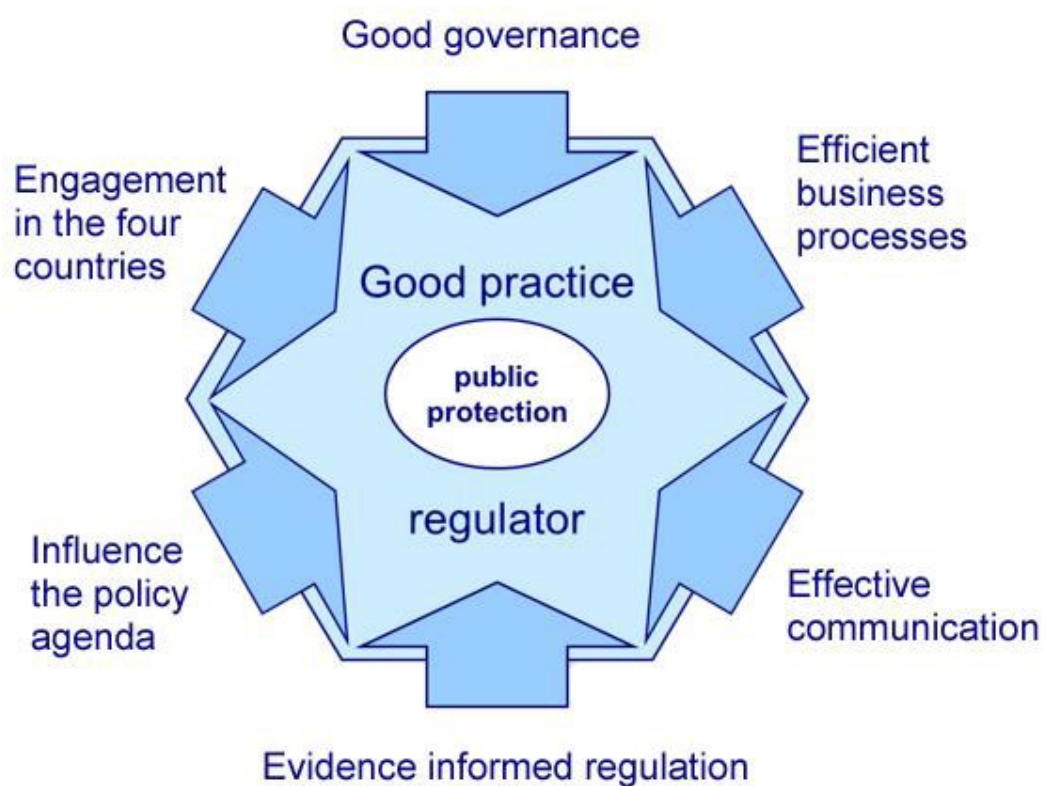 Good governance
Engagement
in the four
countries
Efficient
business
processes
Good practice
public
protection
regulator
Influence
the policy
agenda
Effective
communication
Evidence informed regulation